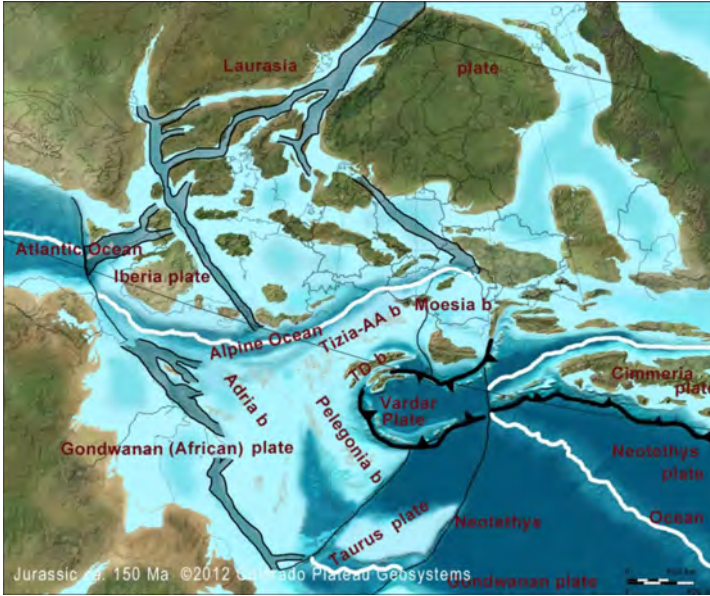 Laurasia
plate
Atlantic Ocean
Iberia plate
Alpine Ocean
Tizia-AA b
Moesia b
TD b
Adria b
Pelegonia b
Vardar
Plate
Cimmeria
plate
Gondwanan (African) plate
Neotethys
plate
Ocean
Taurus plate
Neotethys
Gondwanan plate
Jurassic ca. 150 Ma ©2012 Colorado Plateau Geosystems